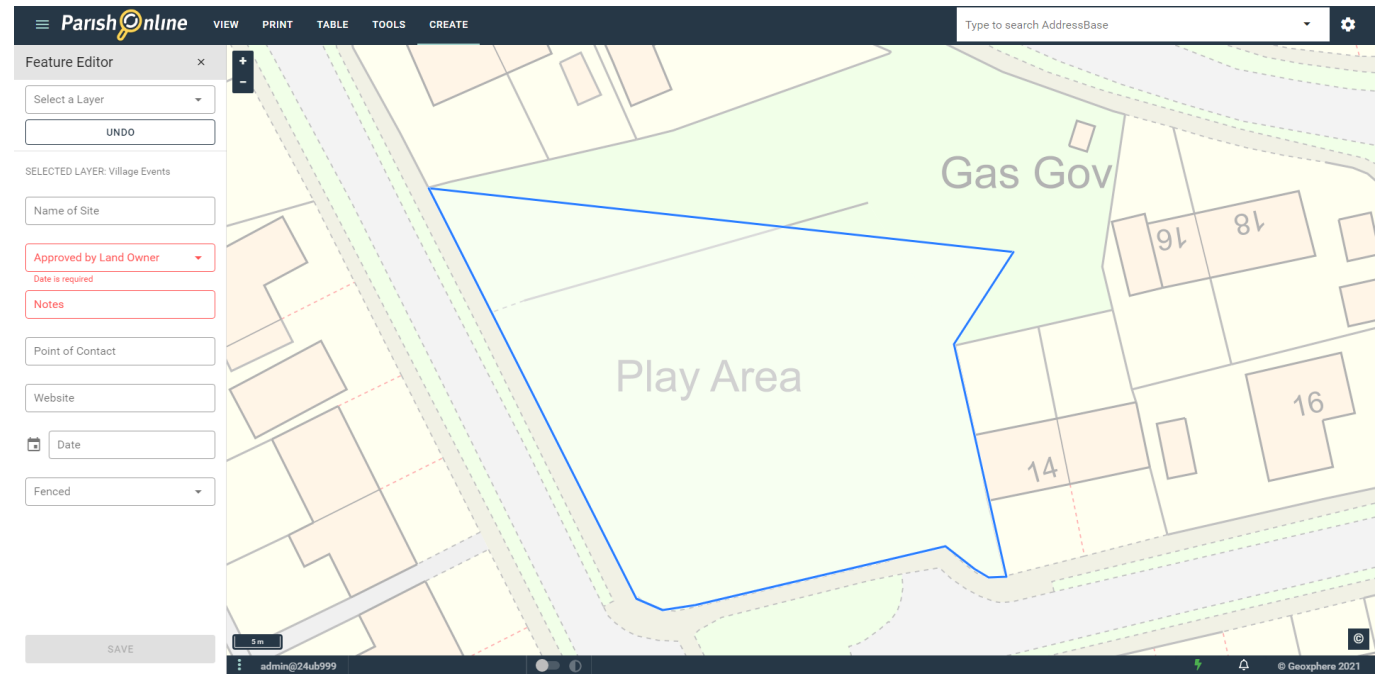 ParishOnline VIEW PRINT TABLE TOOLS CREATE Type to search AddressBase
Feature Editor ×
+
-
Select a Layer
UNDO
SELECTED LAYER: Village Events
Name of Site
Approved by Land Owner
Date is required
Notes
Point of Contact
Website
Date
Fenced
SAVE
Gas Gov
16
18
Play Area
14
16
5 m
©
admin@24ub999
© Geoxphere 2021